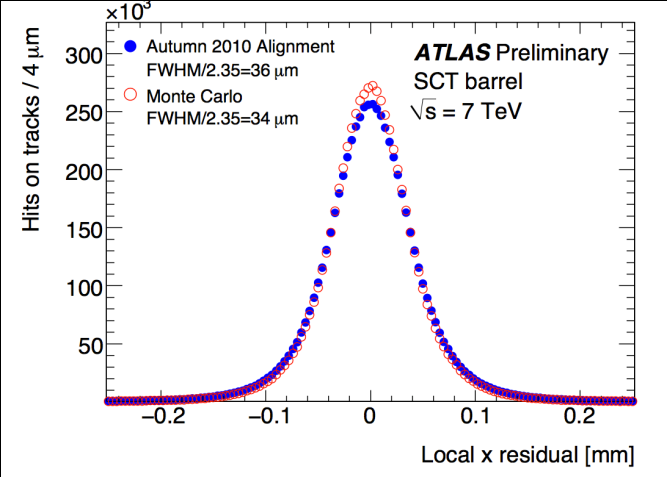 ×10³
Hits on tracks / 4 μm
300
250
200
150
100
50
Autumn 2010 Alignment
FWHM/2.35=36 μm
Monte Carlo
FWHM/2.35=34 μm
ATLAS Preliminary
SCT barrel
√s = 7 TeV
−0.2 −0.1 0 0.1 0.2
Local x residual [mm]